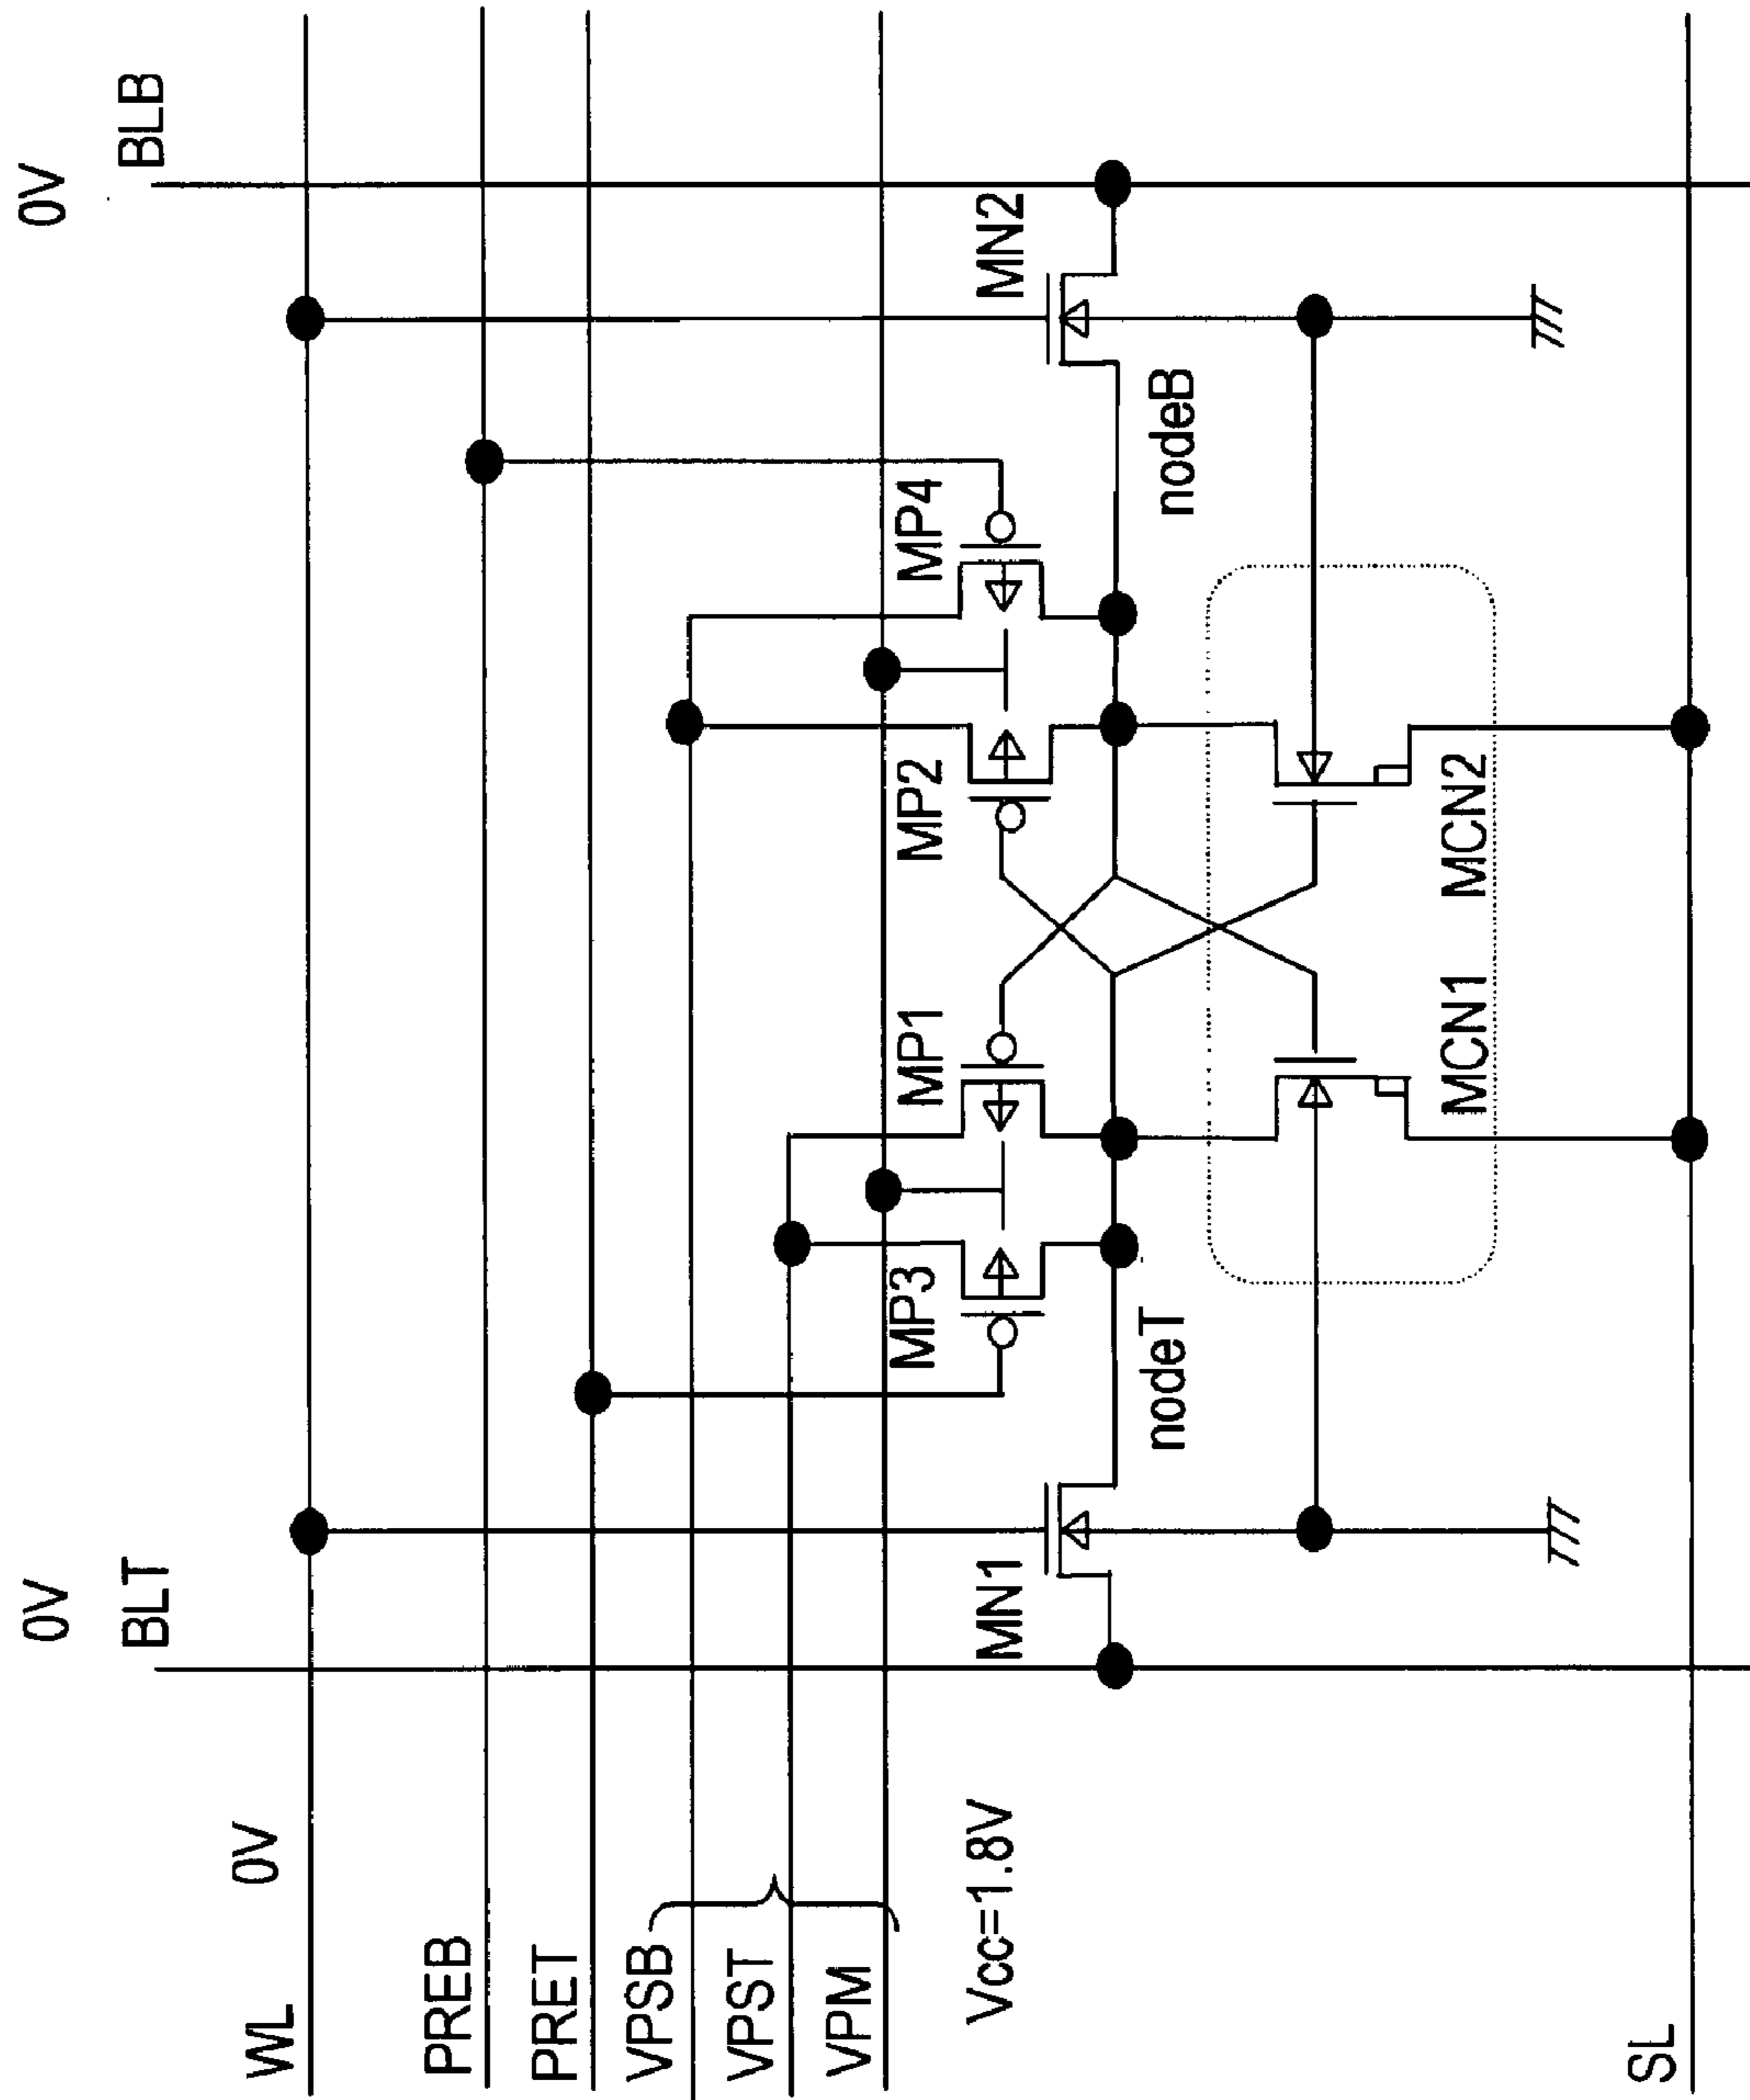 0V
0V
BLT
BLB
WL
0V
PREB
PRET
VPSB
VPST
VPM
Vcc=1.8V
MP3
MP1
MP2
MP4
MN1
MN2
nodeT
nodeB
MCN1
MCN2
SL